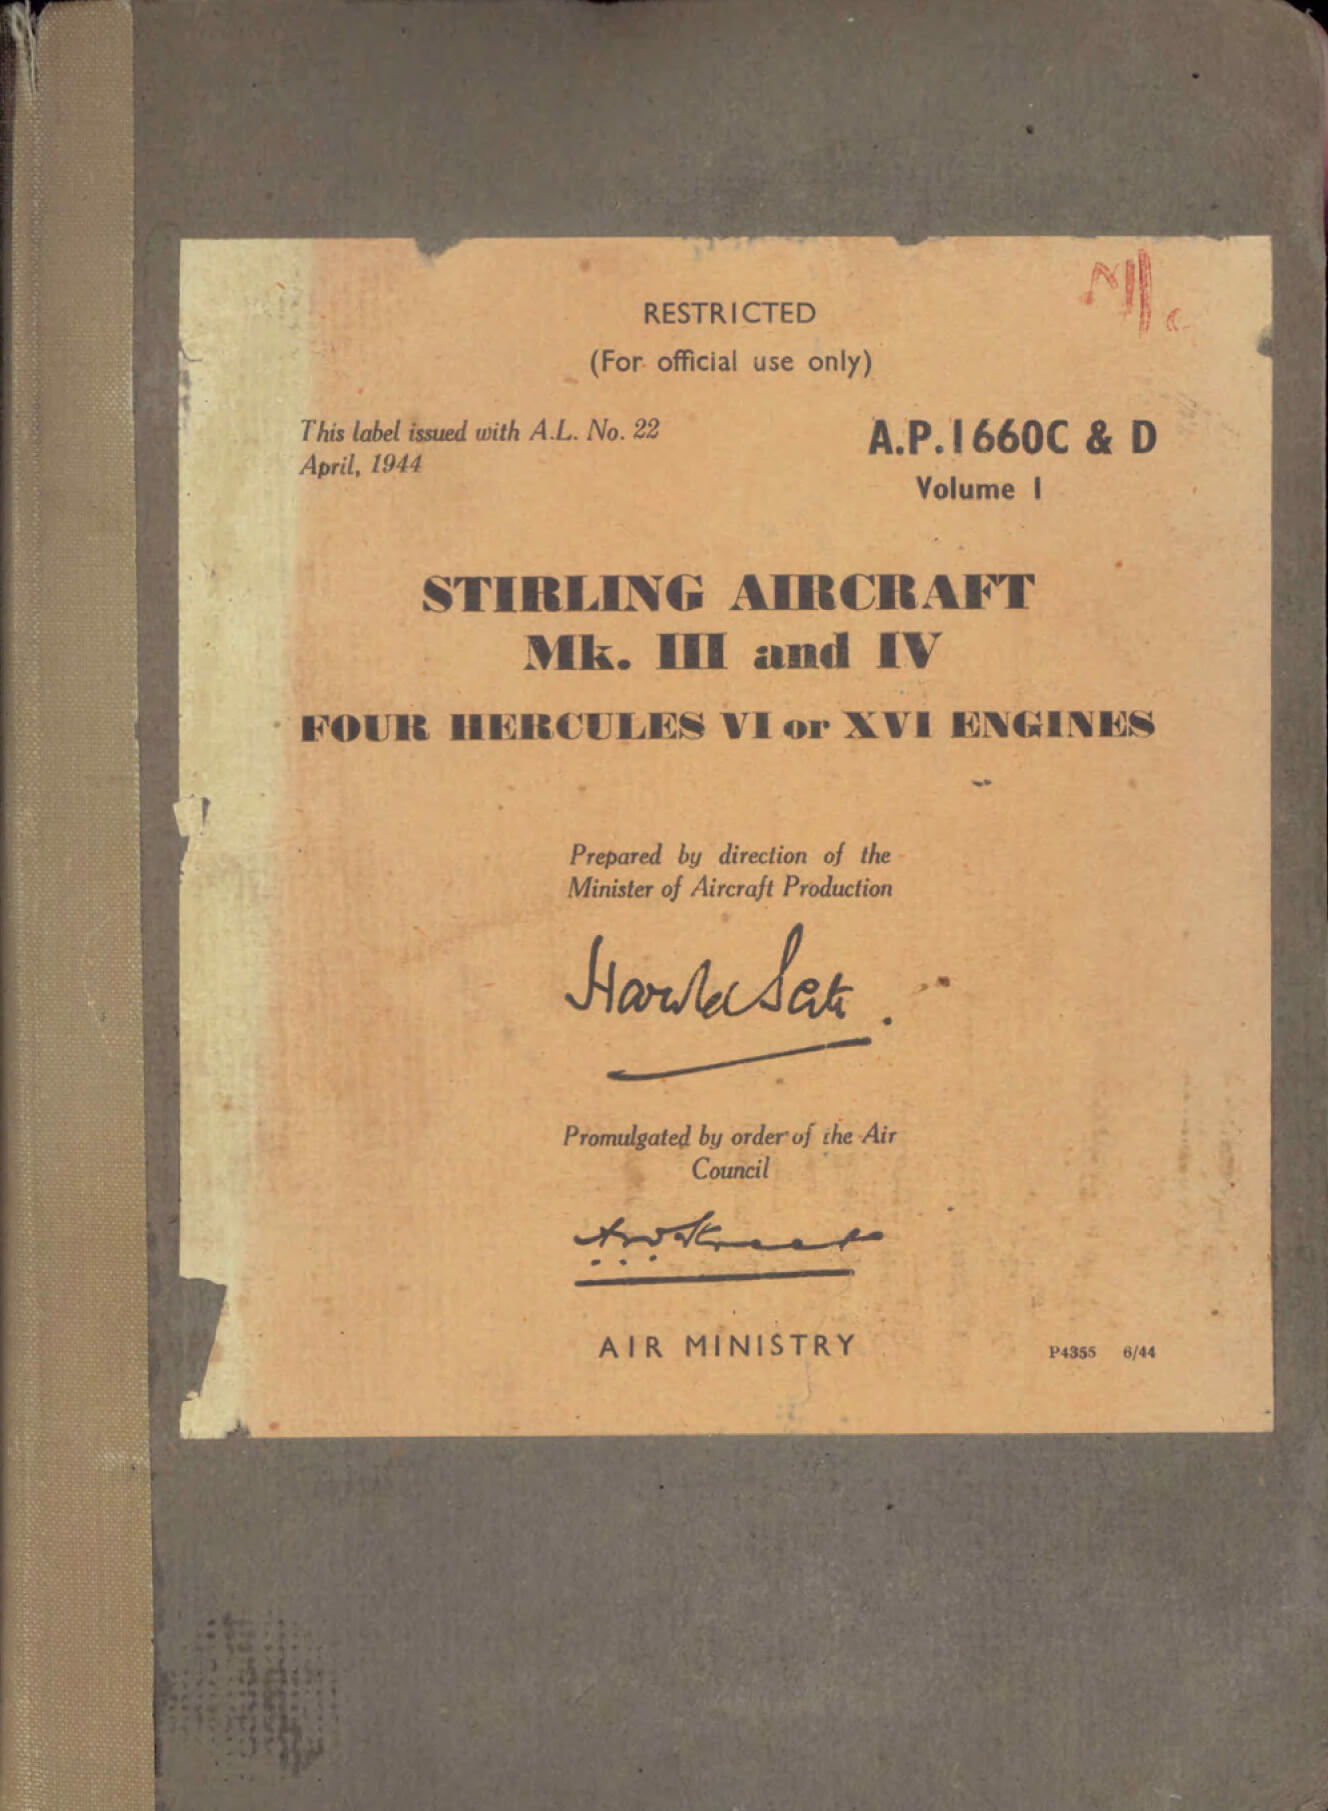 RESTRICTED
(For official use only)
This label issued with A.L. No. 22
April, 1944
A.P.1660C & D
Volume I
STIRLING AIRCRAFT
Mk. III and IV
FOUR HERCULES VI or XVI ENGINES
Prepared by direction of the
Minister of Aircraft Production
Harold Scott.
Promulgated by order of the Air
Council
AIR MINISTRY
P4355 6/44